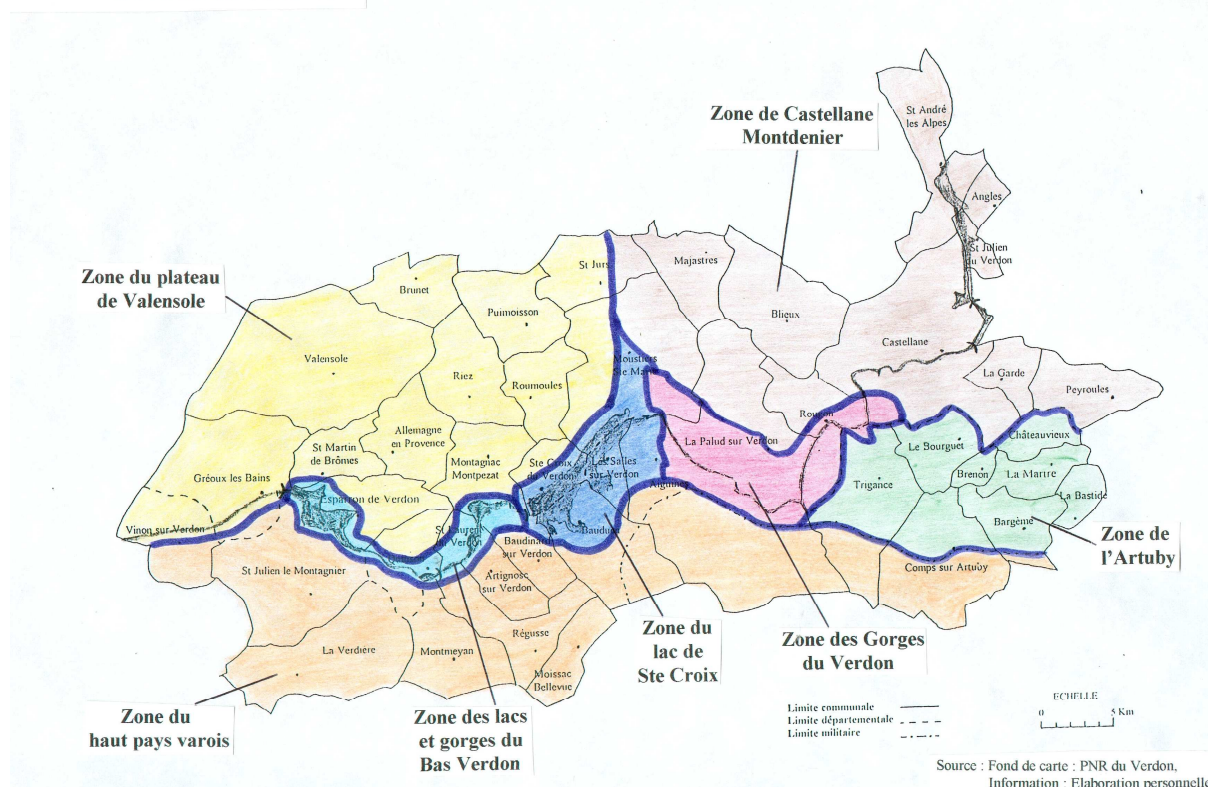 St André
les Alpes
Zone de Castellane
Montdenier
Angles
St Julien
du Verdon
Majastres
St Jurs
Zone du plateau
de Valensole
Brunet
Puimoisson
Blieux
Castellane
Valensole
Moustiers
Ste Marie
La Garde
Riez
Roumoules
Peyroules
Rougon
Allemagne
en Provence
La Palud sur Verdon
Le Bourguet
Châteauvieux
St Martin
de Brômes
Montagnac
Montpezat
Ste Croix
du Verdon
Les Salles
sur Verdon
Brenon
La Martre
Gréoux les Bains
Aiguines
Trigance
La Bastide
Esparron de Verdon
Vinon sur Verdon
St Laurent
du Verdon
Bauduen
Bargème
Zone de
l'Artuby
Baudinard
sur Verdon
Quinson
St Julien le Montagnier
Artignosc
sur Verdon
Comps sur Artuby
Régusse
La Verdière
Montmeyan
Moissac
Bellevue
Zone du
lac de
Ste Croix
Zone des Gorges
du Verdon
Zone du
haut pays varois
Zone des lacs
et gorges du
Bas Verdon
Limite communale
Limite départementale
Limite militaire
ECHELLE
0 5 Km
Source : Fond de carte : PNR du Verdon,
Information : Elaboration personnelle